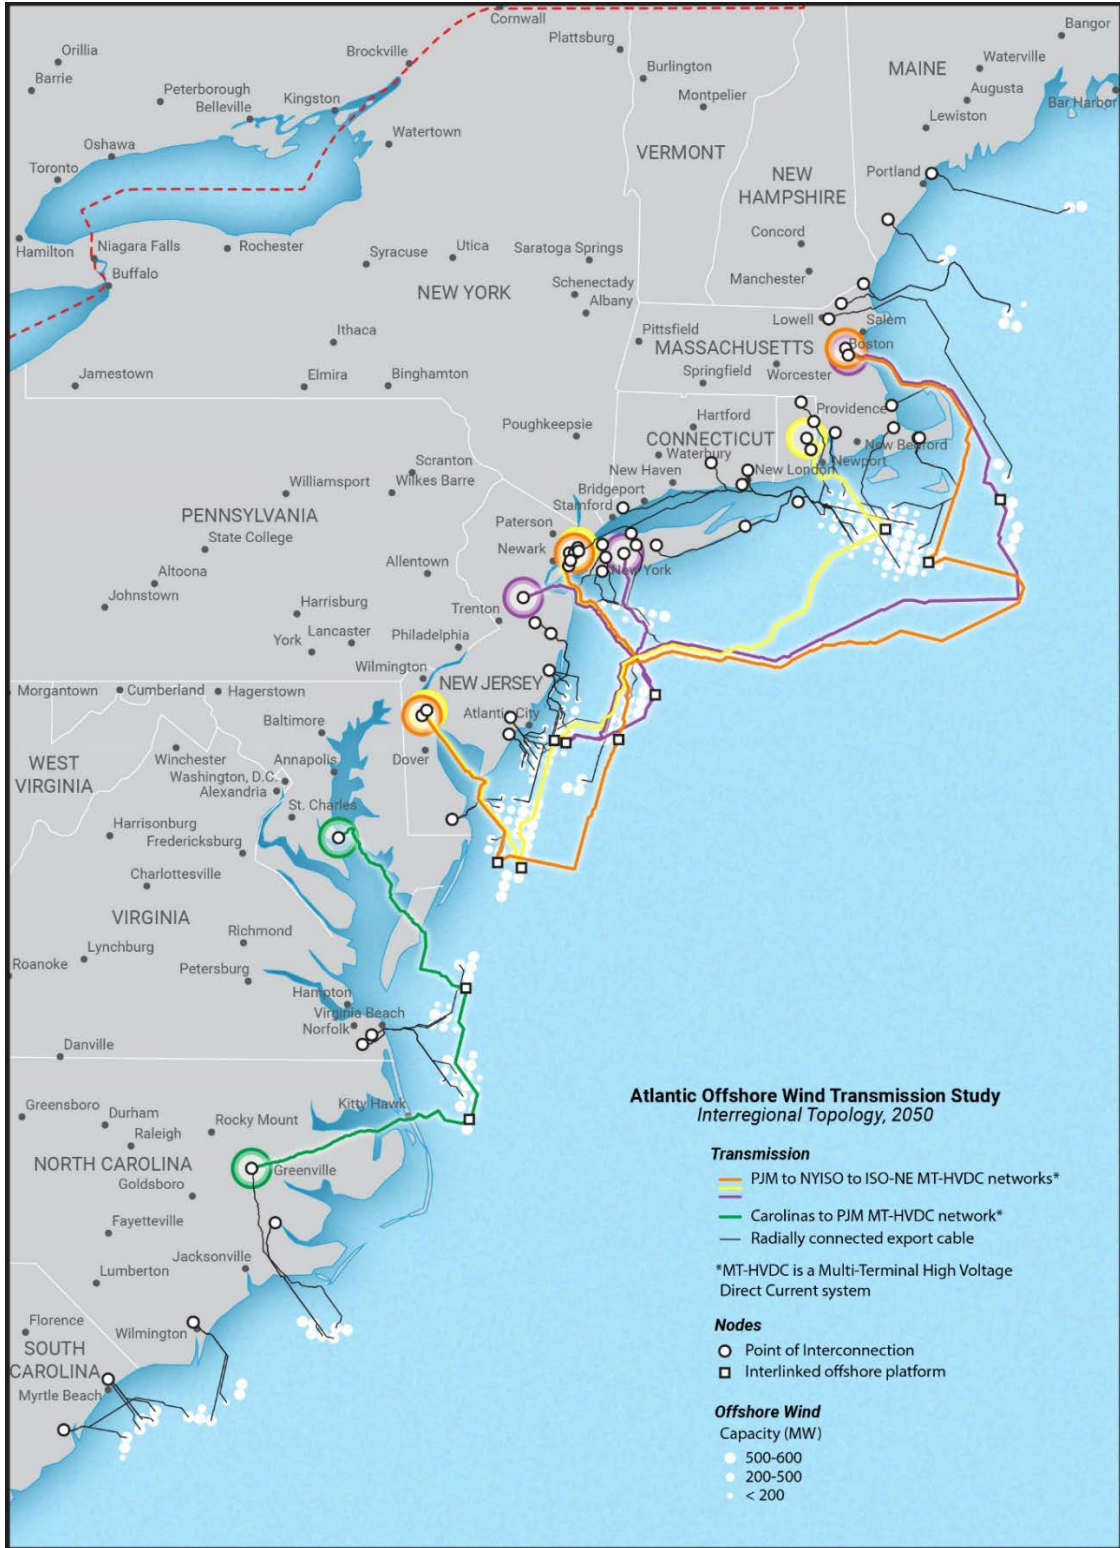 Cornwall
Bangor
Plattsburg
Orillia
Brockville
Waterville
MAINE
Burlington
Barrie
Augusta
Peterborough
Kingston
Montpelier
Bar Harbor
Belleville
Lewiston
Watertown
VERMONT
Oshawa
NEW
HAMPSHIRE
Portland
Toronto
Concord
Hamilton
Niagara Falls
Rochester
Syracuse
Utica
Saratoga Springs
Buffalo
Manchester
Schenectady
NEW YORK
Albany
Lowell
Salem
Ithaca
Pittsfield
MASSACHUSETTS
Boston
Worcester
Jamestown
Elmira
Binghamton
Springfield
Hartford
Providence
Poughkeepsie
CONNECTICUT
New Bedford
Waterbury
Newport
Scranton
New Haven
New London
Wilkes Barre
Williamsport
Bridgeport
Stamford
PENNSYLVANIA
Paterson
State College
Newark
Allentown
New York
Altoona
Johnstown
Trenton
Harrisburg
Lancaster
Philadelphia
York
Wilmington
NEW JERSEY
Morgantown
Cumberland
Hagerstown
Baltimore
Atlantic City
WEST
VIRGINIA
Winchester
Annapolis
Dover
Washington, D.C.
Alexandria
St. Charles
Harrisonburg
Fredericksburg
Charlottesville
VIRGINIA
Richmond
Lynchburg
Roanoke
Petersburg
Hampton
Virginia Beach
Norfolk
Danville
Greensboro
Durham
Rocky Mount
Kitty Hawk
Raleigh
NORTH CAROLINA
Greenville
Goldsboro
Fayetteville
Jacksonville
Lumberton
Florence
Wilmington
SOUTH
CAROLINA
Myrtle Beach
Atlantic Offshore Wind Transmission Study
Interregional Topology, 2050
Transmission
PJM to NYISO to ISO-NE MT-HVDC networks*
Carolinas to PJM MT-HVDC network*
Radially connected export cable
*MT-HVDC is a Multi-Terminal High Voltage
Direct Current system
Nodes
Point of Interconnection
Interlinked offshore platform
Offshore Wind
Capacity (MW)
500-600
200-500
< 200